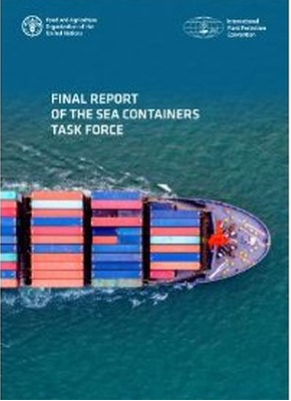 Food and Agriculture
Organization of the
United Nations
International
Plant Protection
Convention
FINAL REPORT
OF THE SEA CONTAINERS
TASK FORCE